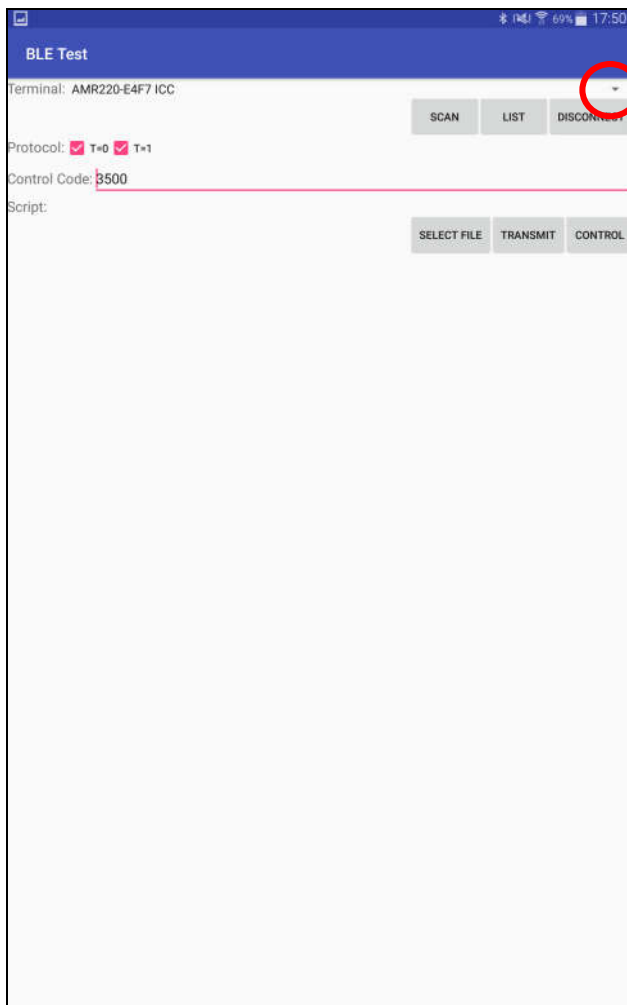 69% 17:50
BLE Test
Terminal: AMR220-E4F7 ICC
SCAN LIST DISCONNECT
Protocol: T=0 T=1
Control Code: 3500
Script:
SELECT FILE TRANSMIT CONTROL